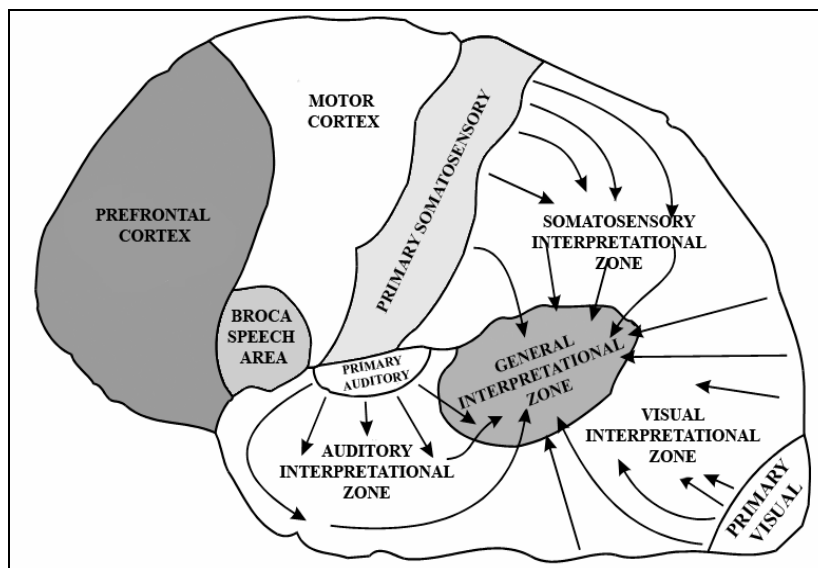 MOTOR
CORTEX
PREFRONTAL
CORTEX
PRIMARY SOMATOSENSORY
SOMATOSENSORY
INTERPRETATIONAL
ZONE
BROCA
SPEECH
AREA
PRIMARY
AUDITORY
GENERAL
INTERPRETATIONAL
ZONE
AUDITORY
INTERPRETATIONAL
ZONE
VISUAL
INTERPRETATIONAL
ZONE
PRIMARY
VISUAL